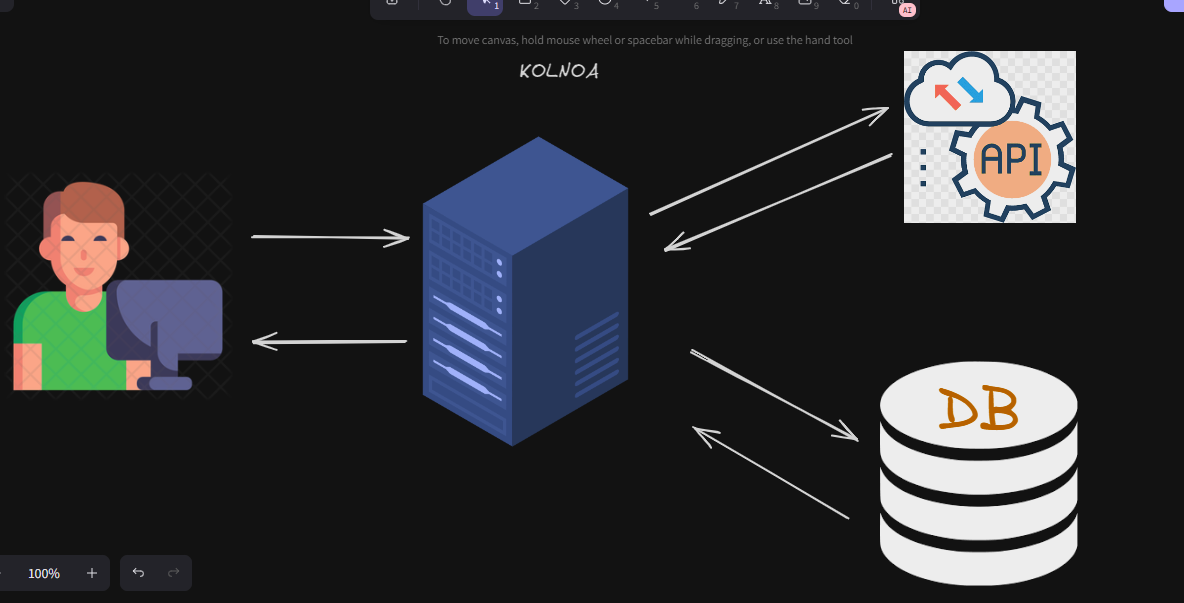 1 2 3 4 5 6 7 A 8 9 0
AI
To move canvas, hold mouse wheel or spacebar while dragging, or use the hand tool
KOLNOA
API
DB
100%